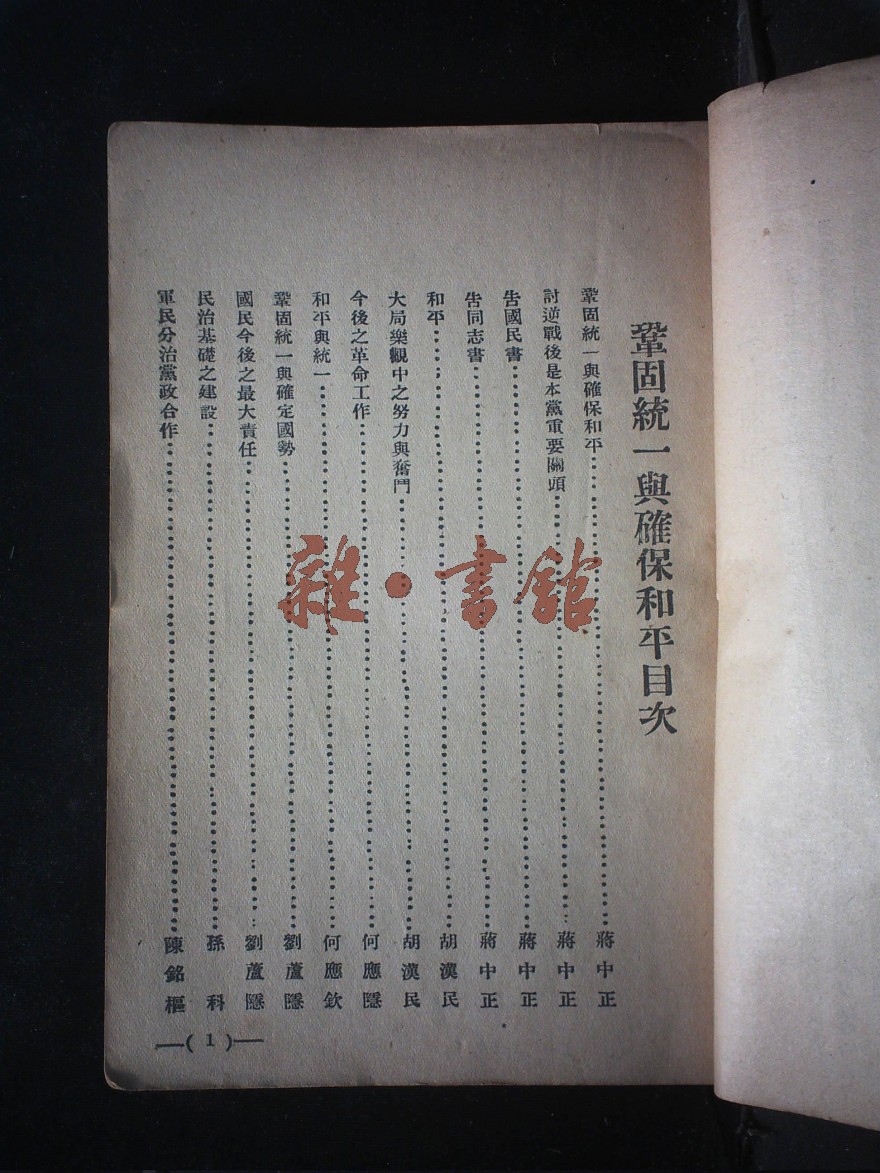 鞏固統一與確保和平目次
鞏固統一與確保和平 蔣中正
討逆戰後是本黨重要關頭 蔣中正
告國民書 蔣中正
告同志書 蔣中正
和平 胡漢民
大局樂觀中之努力與奮鬥 胡漢民
今後之革命工作 何應隱
和平與統一 何應欽
鞏固統一與確定國勢 劉蘆隱
國民今後之最大責任 劉蘆隱
民治基礎之建設 孫科
軍民分治黨政合作 陳銘樞
—( 1 )—
雜·書館